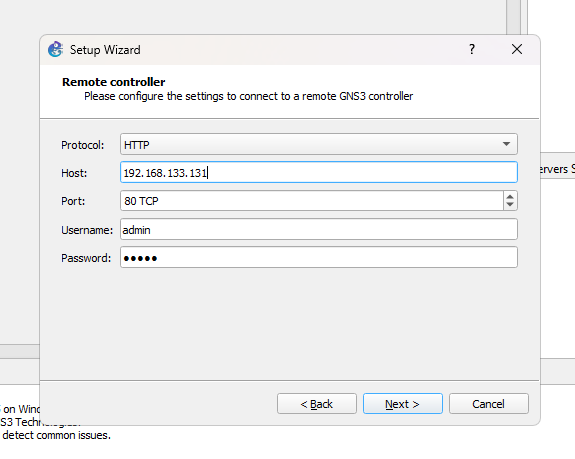 Setup Wizard
?
Remote controller
Please configure the settings to connect to a remote GNS3 controller
Protocol: HTTP
Host: 192.168.133.131
ervers S
Port: 80 TCP
Username: admin
Password: ●●●●●
< Back Next > Cancel
on Wind
S3 Technologies.
detect common issues.